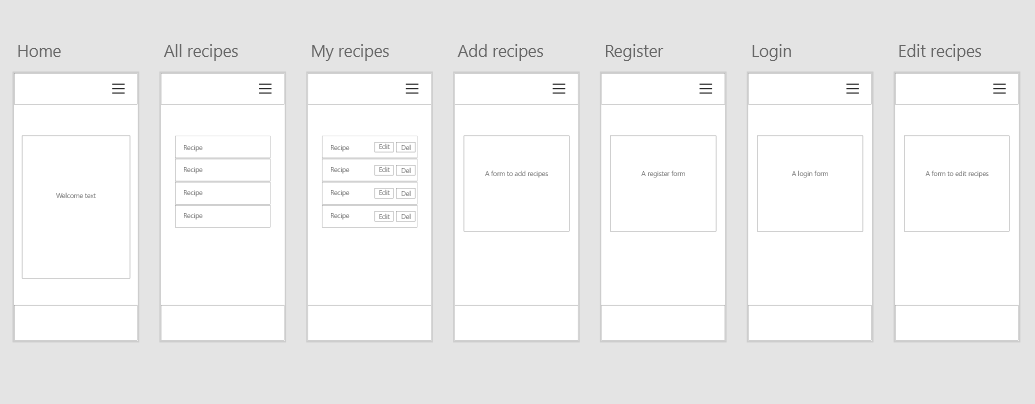 Home
All recipes
My recipes
Add recipes
Register
Login
Edit recipes
Welcome text
Recipe
Recipe
Recipe
Recipe
Recipe Edit Del
Recipe Edit Del
Recipe Edit Del
Recipe Edit Del
A form to add recipes
A register form
A login form
A form to edit recipes